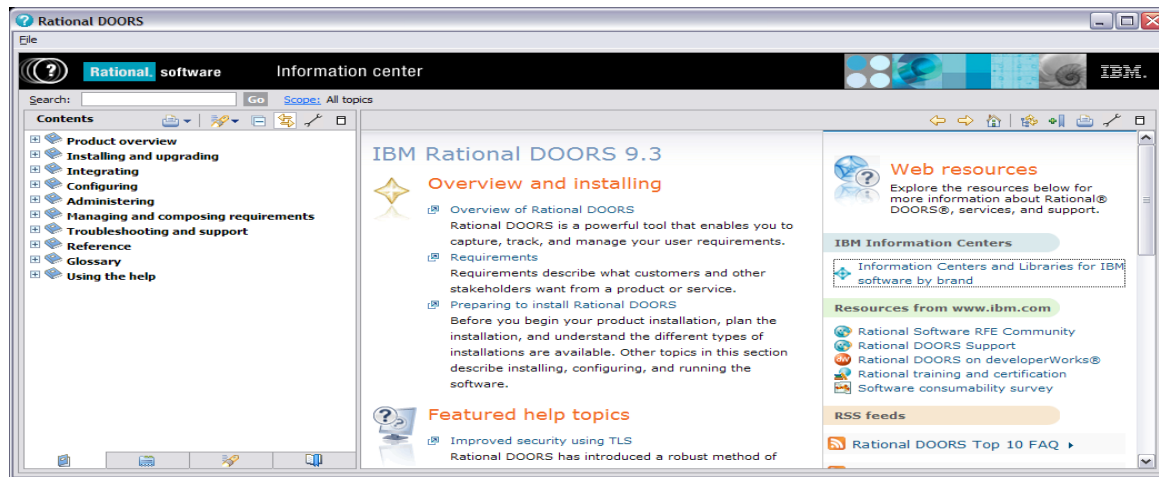 Rational DOORS
File
Rational. software
Information center
IBM.
Search:
Go
Scope: All topics
Contents
Product overview
Installing and upgrading
Integrating
Configuring
Administering
Managing and composing requirements
Troubleshooting and support
Reference
Glossary
Using the help
IBM Rational DOORS 9.3
Overview and installing
Overview of Rational DOORS
Rational DOORS is a powerful tool that enables you to
capture, track, and manage your user requirements.
Requirements
Requirements describe what customers and other
stakeholders want from a product or service.
Preparing to install Rational DOORS
Before you begin your product installation, plan the
installation, and understand the different types of
installations are available. Other topics in this section
describe installing, configuring, and running the
software.
Featured help topics
Improved security using TLS
Rational DOORS has introduced a robust method of
Web resources
Explore the resources below for
more information about Rational®
DOORS®, services, and support.
IBM Information Centers
Information Centers and Libraries for IBM
software by brand
Resources from www.ibm.com
Rational Software RFE Community
Rational DOORS Support
dw
Rational DOORS on developerWorks®
Rational training and certification
Software consumability survey
RSS feeds
Rational DOORS Top 10 FAQ